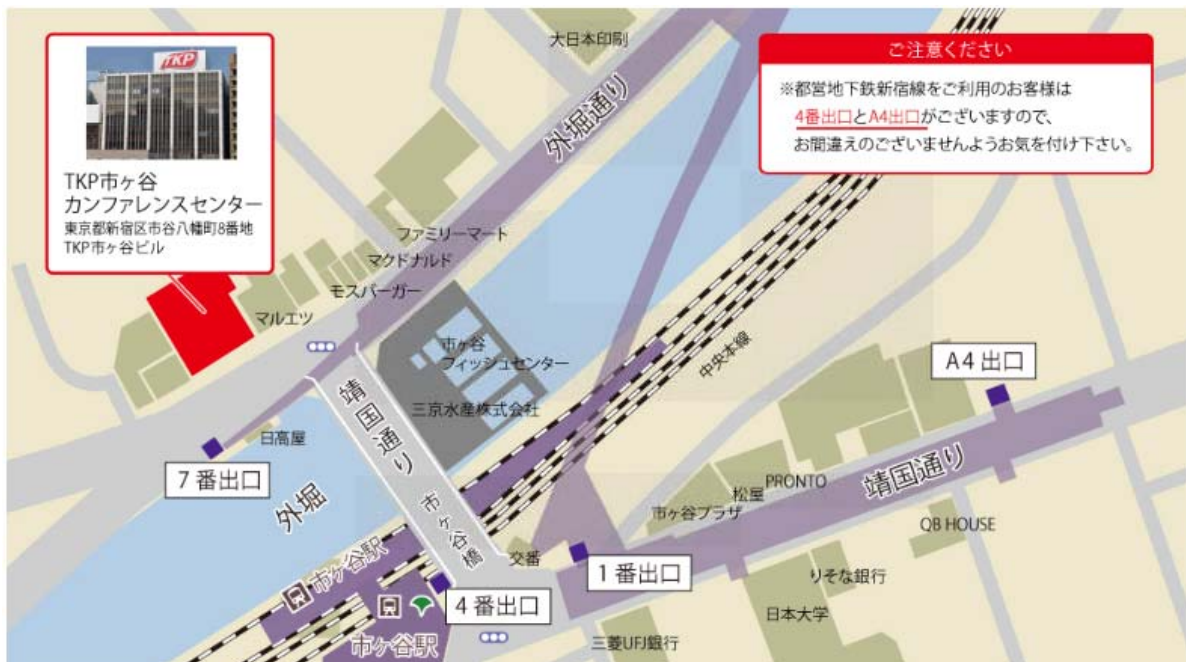 TKP
TKP市ヶ谷
カンファレンスセンター
東京都新宿区市谷八幡町8番地
TKP市ヶ谷ビル
大日本印刷
外堀通り
ご注意ください
※都営地下鉄新宿線をご利用のお客様は
4番出口とA4出口がございますので、
お間違えのございませんようお気を付け下さい。
ファミリーマート
マクドナルド
モスバーガー
マルエツ
市ヶ谷
フィッシュセンター
三京水産株式会社
中央本線
A4出口
靖国通り
日高屋
7番出口
外堀
市ヶ谷橋
靖国通り
PRONTO
松屋
市ヶ谷プラザ
QB HOUSE
交番
1番出口
りそな銀行
日本大学
市ヶ谷駅
4番出口
市ヶ谷駅
三菱UFJ銀行